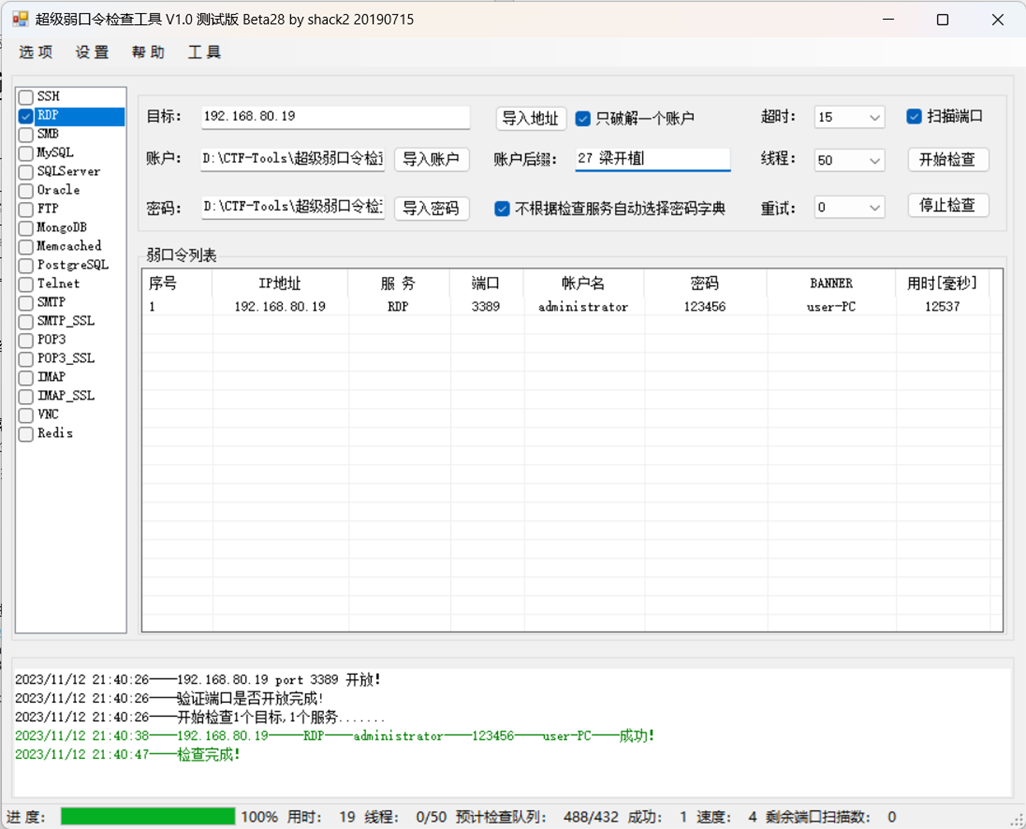 超级弱口令检查工具 V1.0 测试版 Beta28 by shack2 20190715
选项 设置 帮助 工具
SSH
RDP
SMB
MySQL
SQLServer
Oracle
FTP
MongoDB
Memcached
PostgreSQL
Telnet
SMTP
SMTP_SSL
POP3
POP3_SSL
IMAP
IMAP_SSL
VNC
Redis
目标: 192.168.80.19 导入地址 只破解一个账户 超时: 15 扫描端口
账户: D:\CTF-Tools\超级弱口令检 导入账户 账户后缀: 27 梁开植 线程: 50 开始检查
密码: D:\CTF-Tools\超级弱口令检 导入密码 不根据检查服务自动选择密码字典 重试: 0 停止检查
弱口令列表
序号 IP地址 服 务 端口 帐户名 密码 BANNER 用时[毫秒]
1 192.168.80.19 RDP 3389 administrator 123456 user-PC 12537
2023/11/12 21:40:26——192.168.80.19 port 3389 开放!
2023/11/12 21:40:26——验证端口是否开放完成!
2023/11/12 21:40:26——开始检查1个目标,1个服务.......
2023/11/12 21:40:38——192.168.80.19——RDP——administrator——123456——user-PC——成功!
2023/11/12 21:40:47——检查完成!
进度: 100% 用时: 19 线程: 0/50 预计检查队列: 488/432 成功: 1 速度: 4 剩余端口扫描数: 0